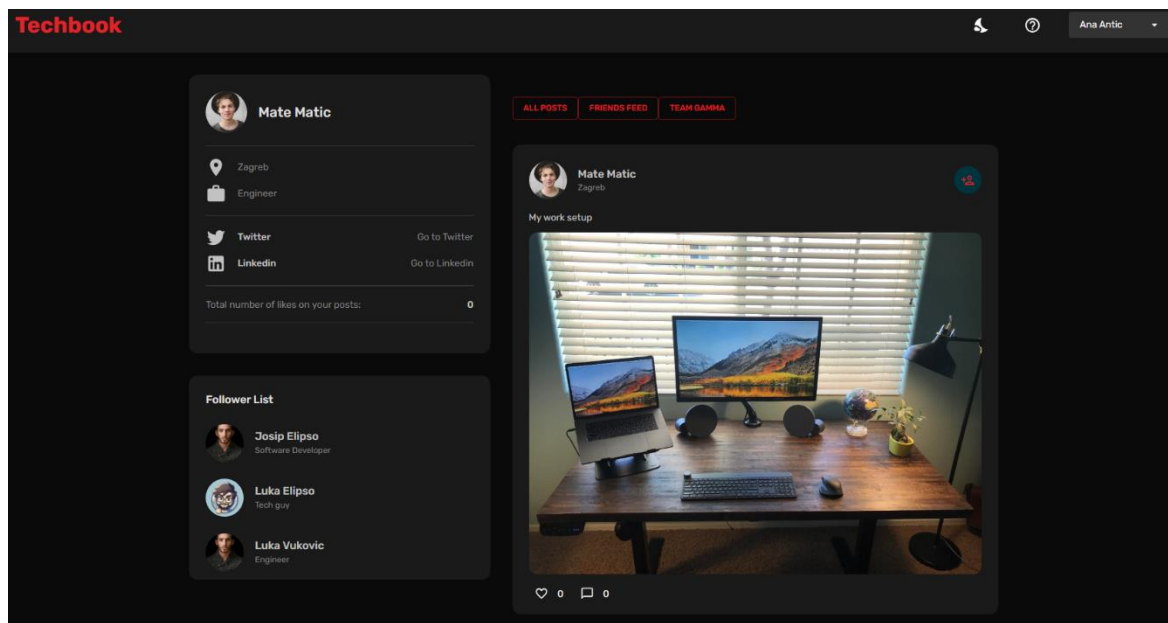 Techbook
Ana Antic
Mate Matic
Zagreb
Engineer
Twitter
Go to Twitter
Linkedin
Go to Linkedin
Total number of likes on your posts:
0
Follower List
Josip Elipso
Software Developer
Luka Elipso
Tech guy
Luka Vukovic
Engineer
ALL POSTS
FRIENDS FEED
TEAM GAMMA
Mate Matic
Zagreb
My work setup
0
0